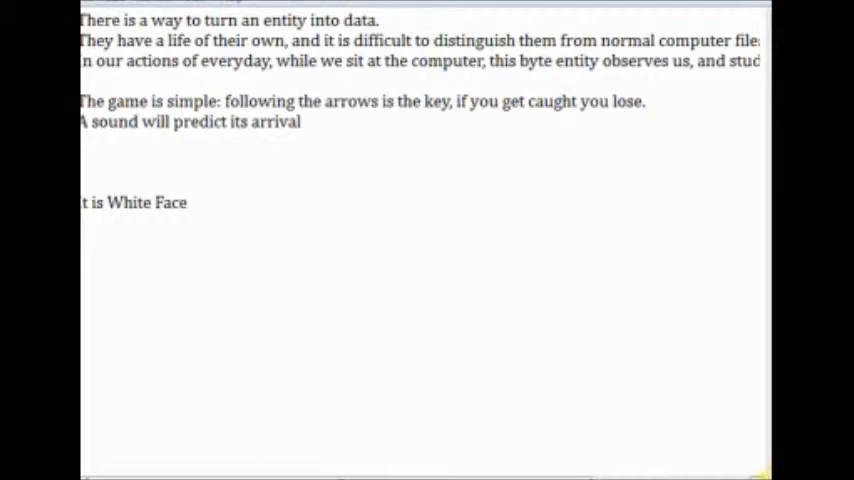 There is a way to turn an entity into data.
They have a life of their own, and it is difficult to distinguish them from normal computer file
In our actions of everyday, while we sit at the computer, this byte entity observes us, and stud
The game is simple: following the arrows is the key, if you get caught you lose.
A sound will predict its arrival
It is White Face